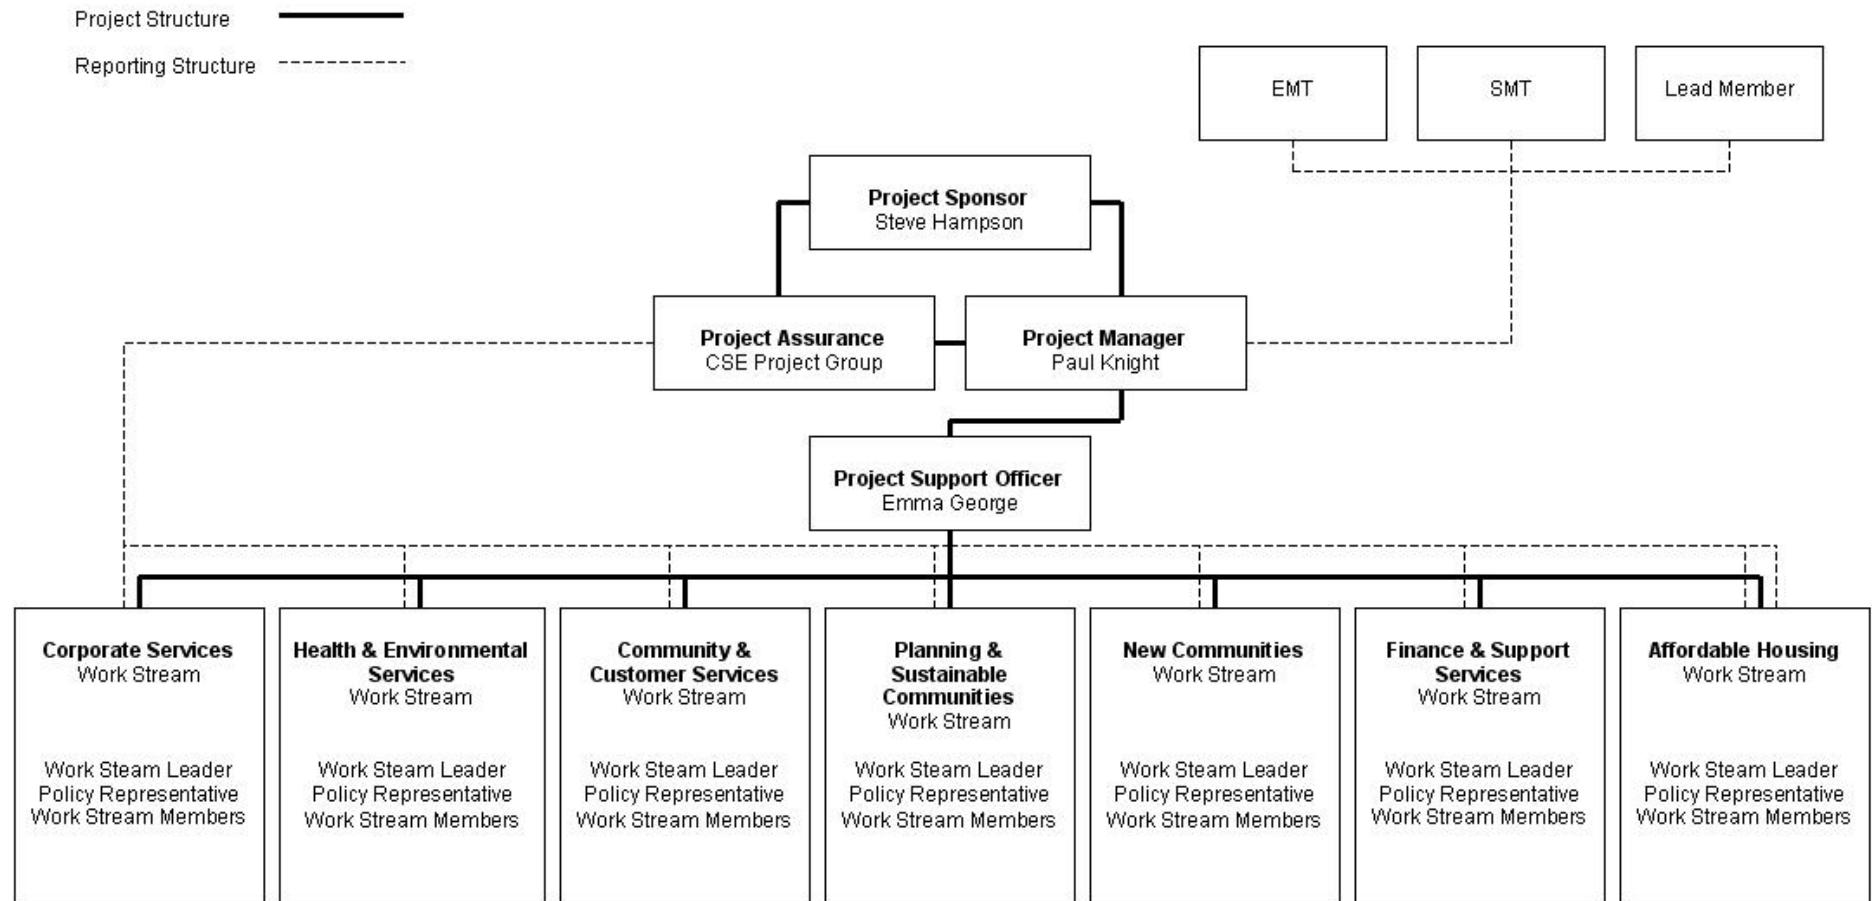 Project Structure
Reporting Structure
EMT
SMT
Lead Member
Project Sponsor
Steve Hampson
Project Assurance
CSE Project Group
Project Manager
Paul Knight
Project Support Officer
Emma George
Corporate Services
Work Stream
Work Steam Leader
Policy Representative
Work Stream Members
Health & Environmental
Services
Work Stream
Work Steam Leader
Policy Representative
Work Stream Members
Community &
Customer Services
Work Stream
Work Steam Leader
Policy Representative
Work Stream Members
Planning &
Sustainable
Communities
Work Stream
Work Steam Leader
Policy Representative
Work Stream Members
New Communities
Work Stream
Work Steam Leader
Policy Representative
Work Stream Members
Finance & Support
Services
Work Stream
Work Steam Leader
Policy Representative
Work Stream Members
Affordable Housing
Work Stream
Work Steam Leader
Policy Representative
Work Stream Members